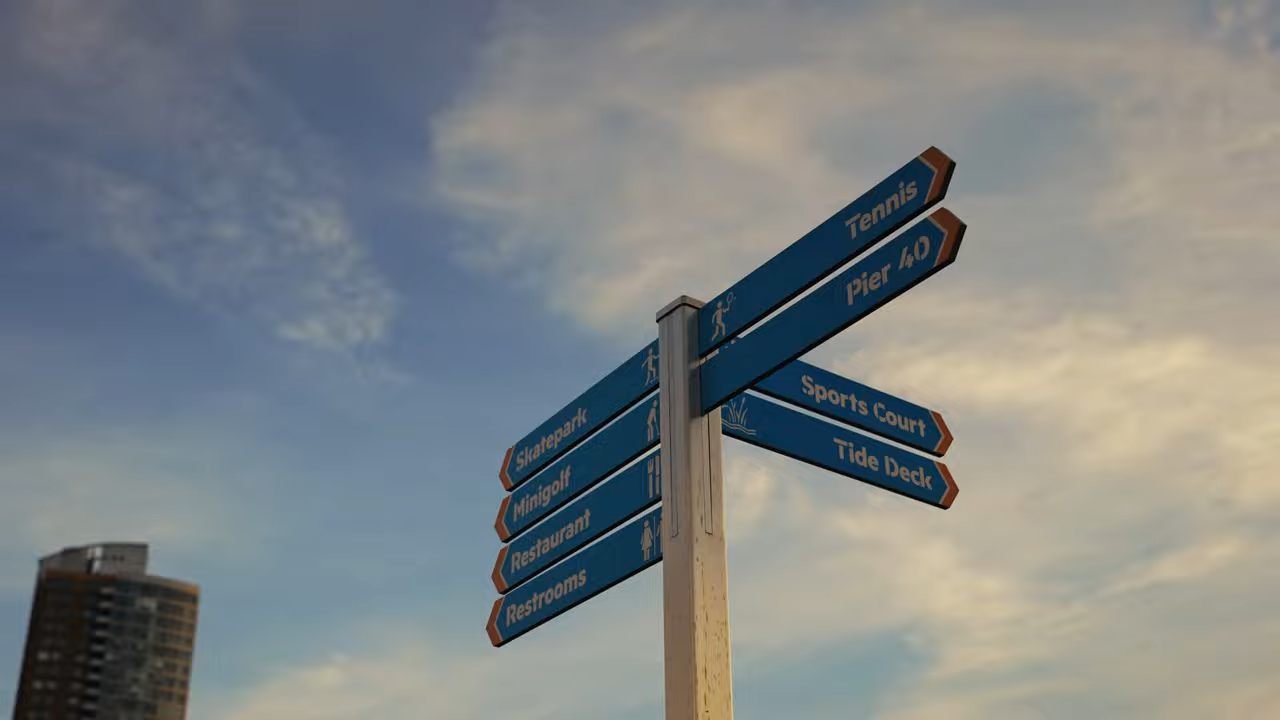 Tennis
Pier 40
Sports Court
Tide Deck
Skatepark
Minigolf
Restaurant
Restrooms